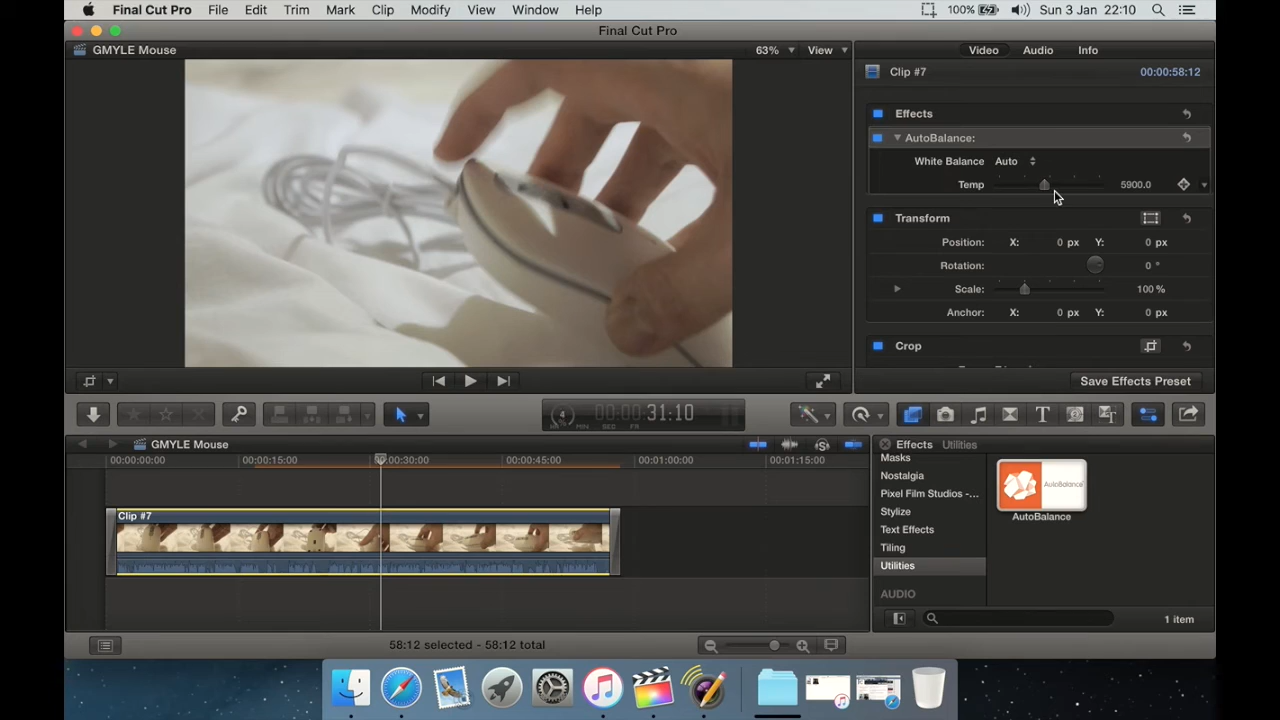 Final Cut Pro File Edit Trim Mark Clip Modify View Window Help 100% Sun 3 Jan 22:10
Final Cut Pro
GMYLE Mouse 63% View Video Audio Info
Clip #7 00:00:58:12
Effects
AutoBalance:
White Balance Auto
Temp 5900.0
Transform
Position: X: 0 px Y: 0 px
Rotation: 0 °
Scale: 100 %
Anchor: X: 0 px Y: 0 px
Crop
Save Effects Preset
00:00:31:10
HR MIN SEC FR
GMYLE Mouse
00:00:00:00 00:00:15:00 00:00:30:00 00:00:45:00 00:01:00:00 00:01:15:00
Clip #7
58:12 selected - 58:12 total
Effects Utilities
Masks
Nostalgia
Pixel Film Studios -...
Stylize
Text Effects
Tiling
Utilities
AUDIO
AutoBalance
AutoBalance
1 item